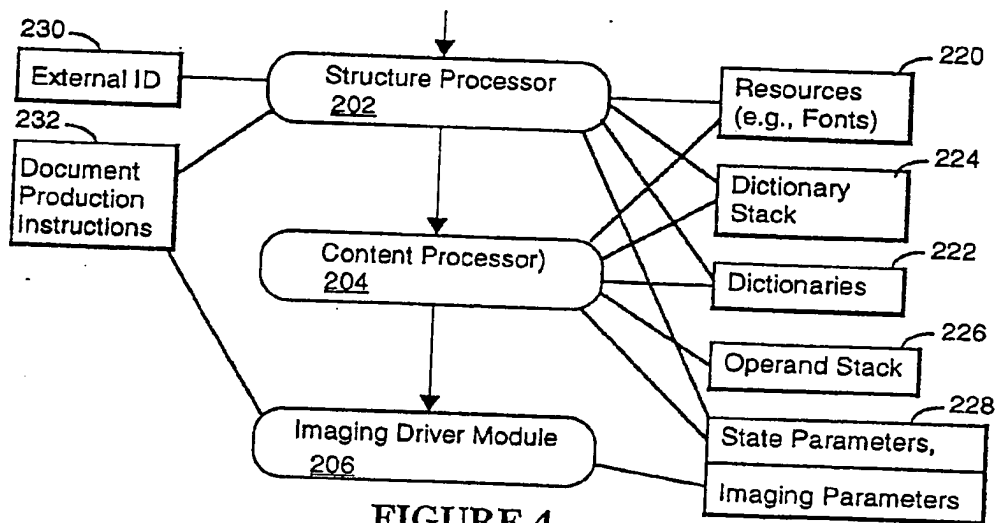 230
External ID
232
Document
Production
Instructions
Structure Processor
202
Content Processor)
204
Imaging Driver Module
206
220
Resources
(e.g., Fonts)
224
Dictionary
Stack
222
Dictionaries
226
Operand Stack
228
State Parameters,
Imaging Parameters
FIGURE 4